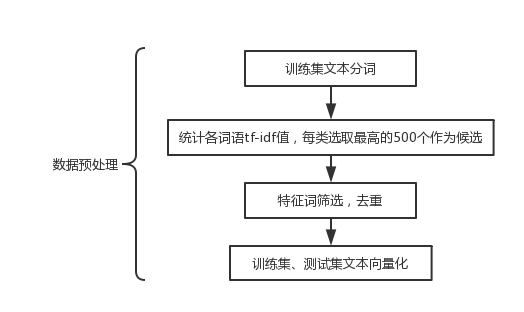 训练集文本分词
统计各词语tf-idf值，每类选取最高的500个作为候选
数据预处理
特征词筛选，去重
训练集、测试集文本向量化